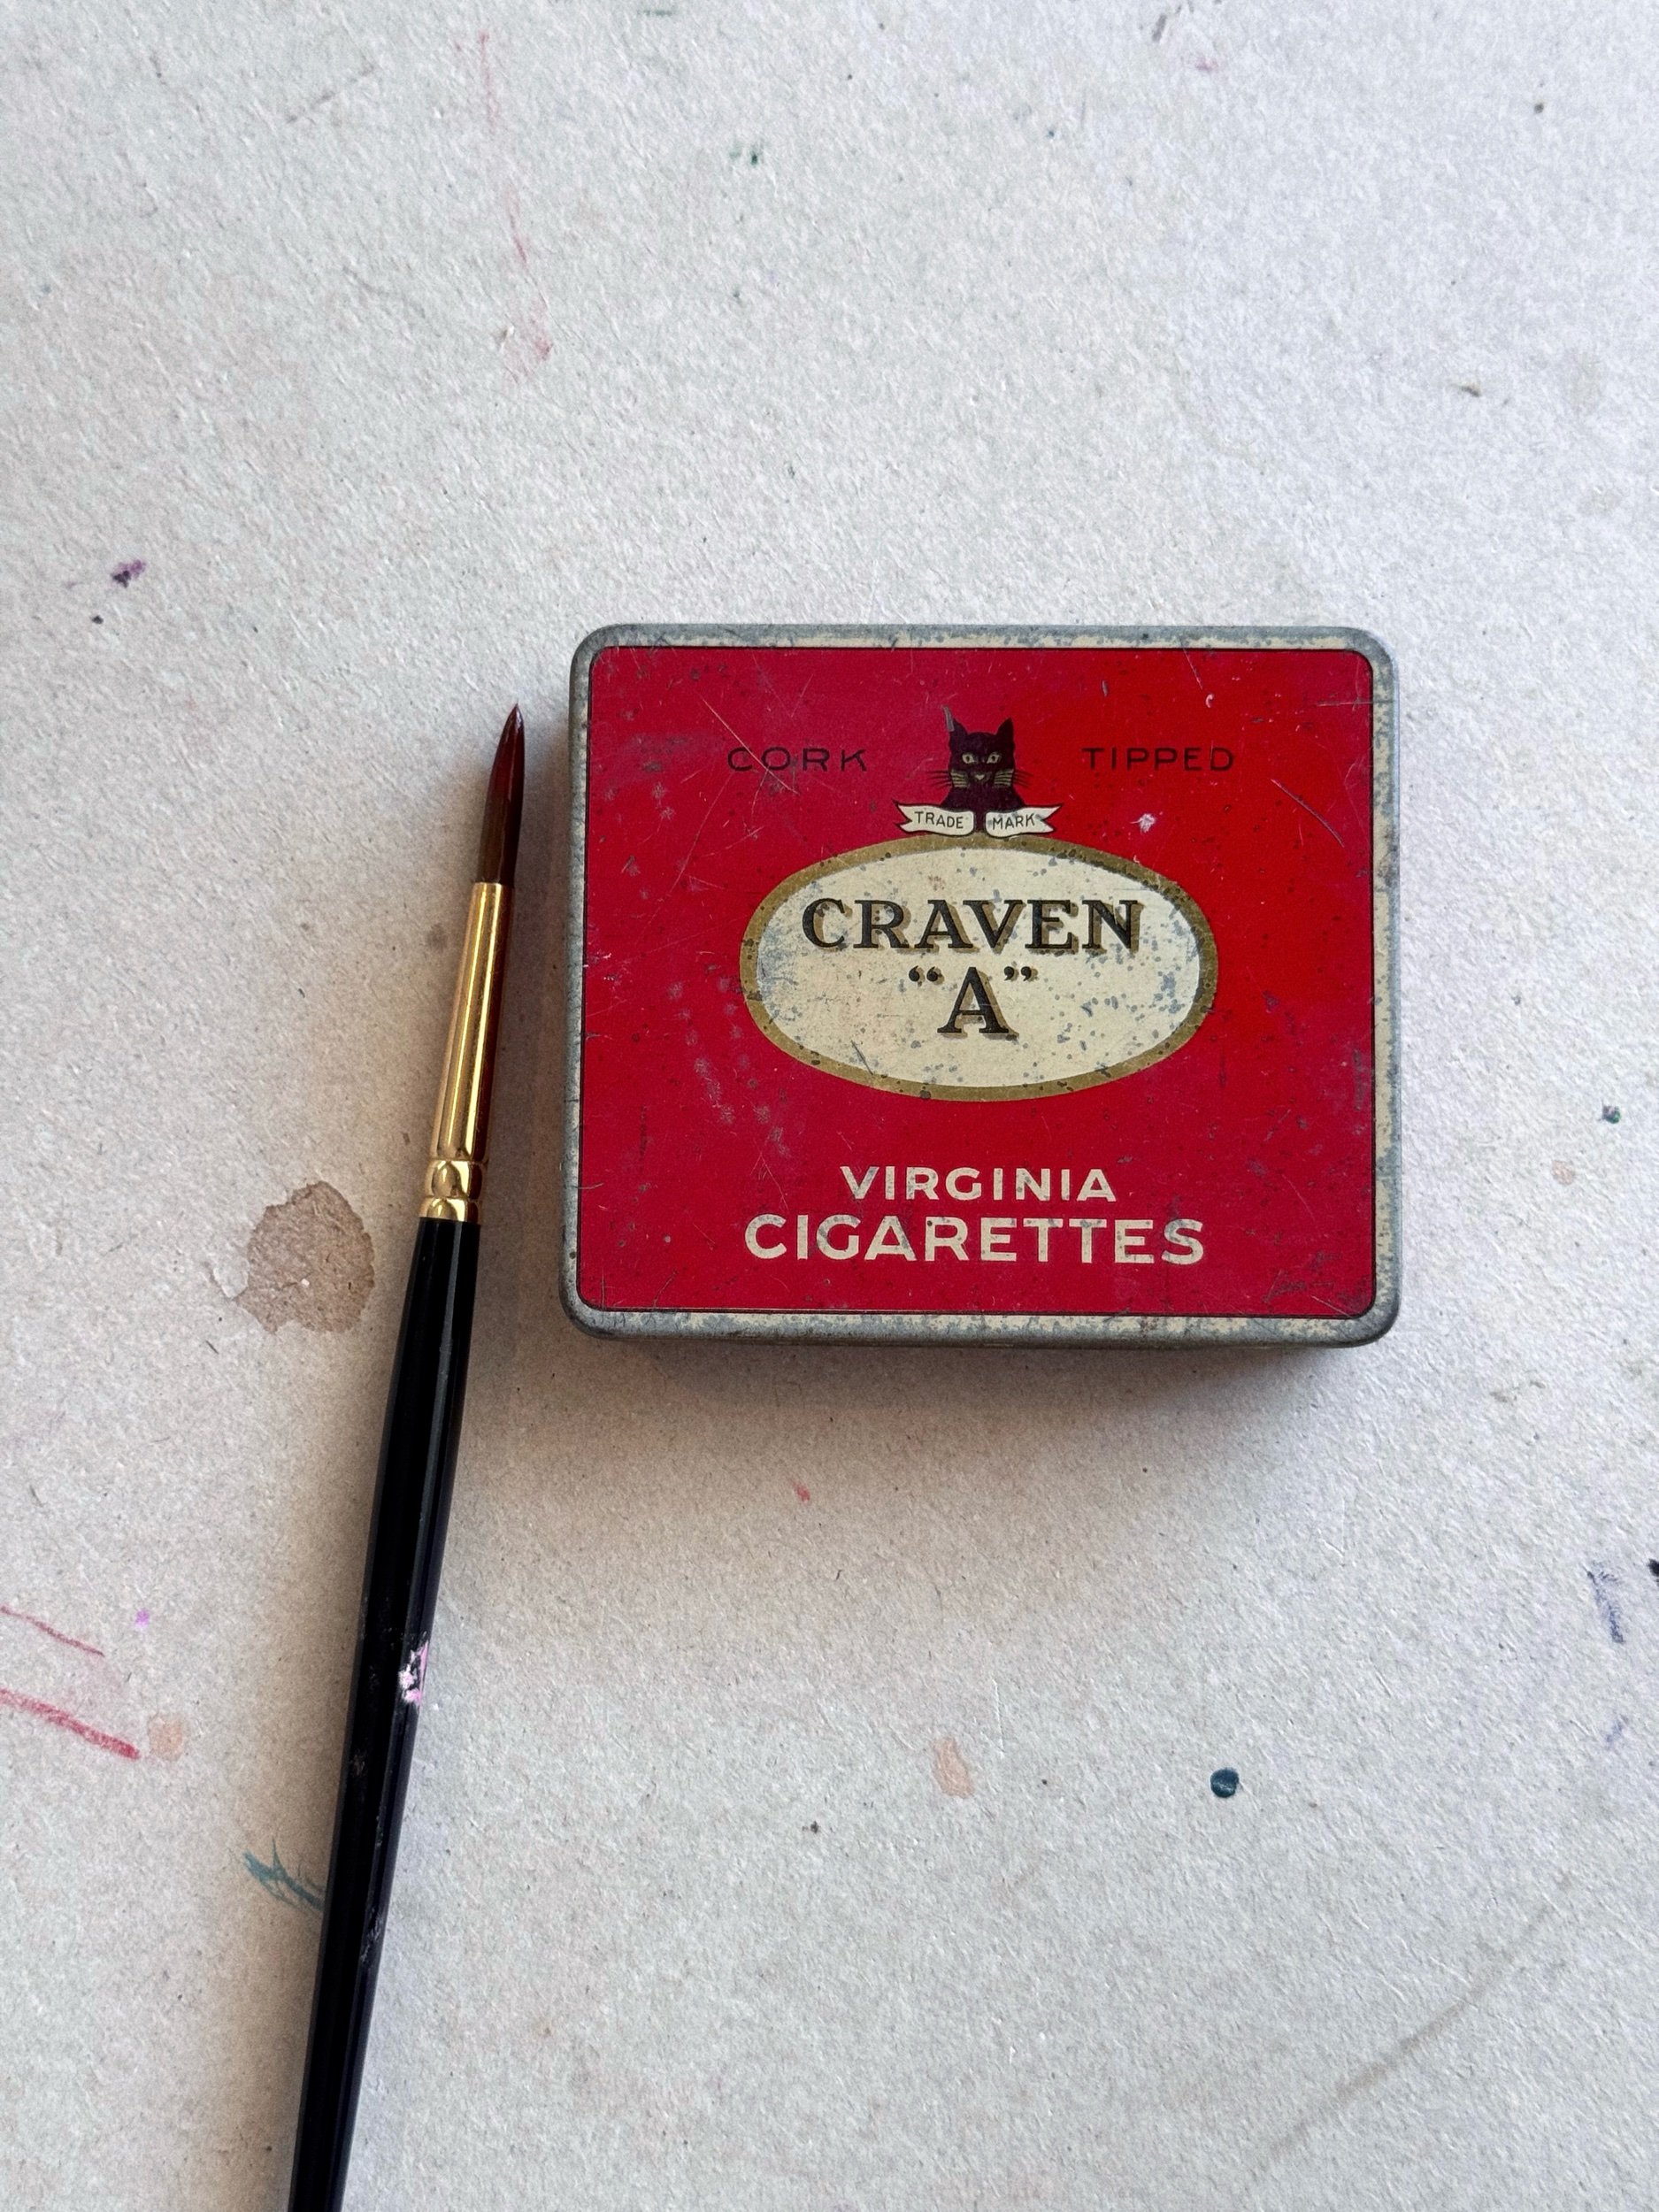 CORK TIPPED
TRADE MARK
CRAVEN
“A”
VIRGINIA
CIGARETTES